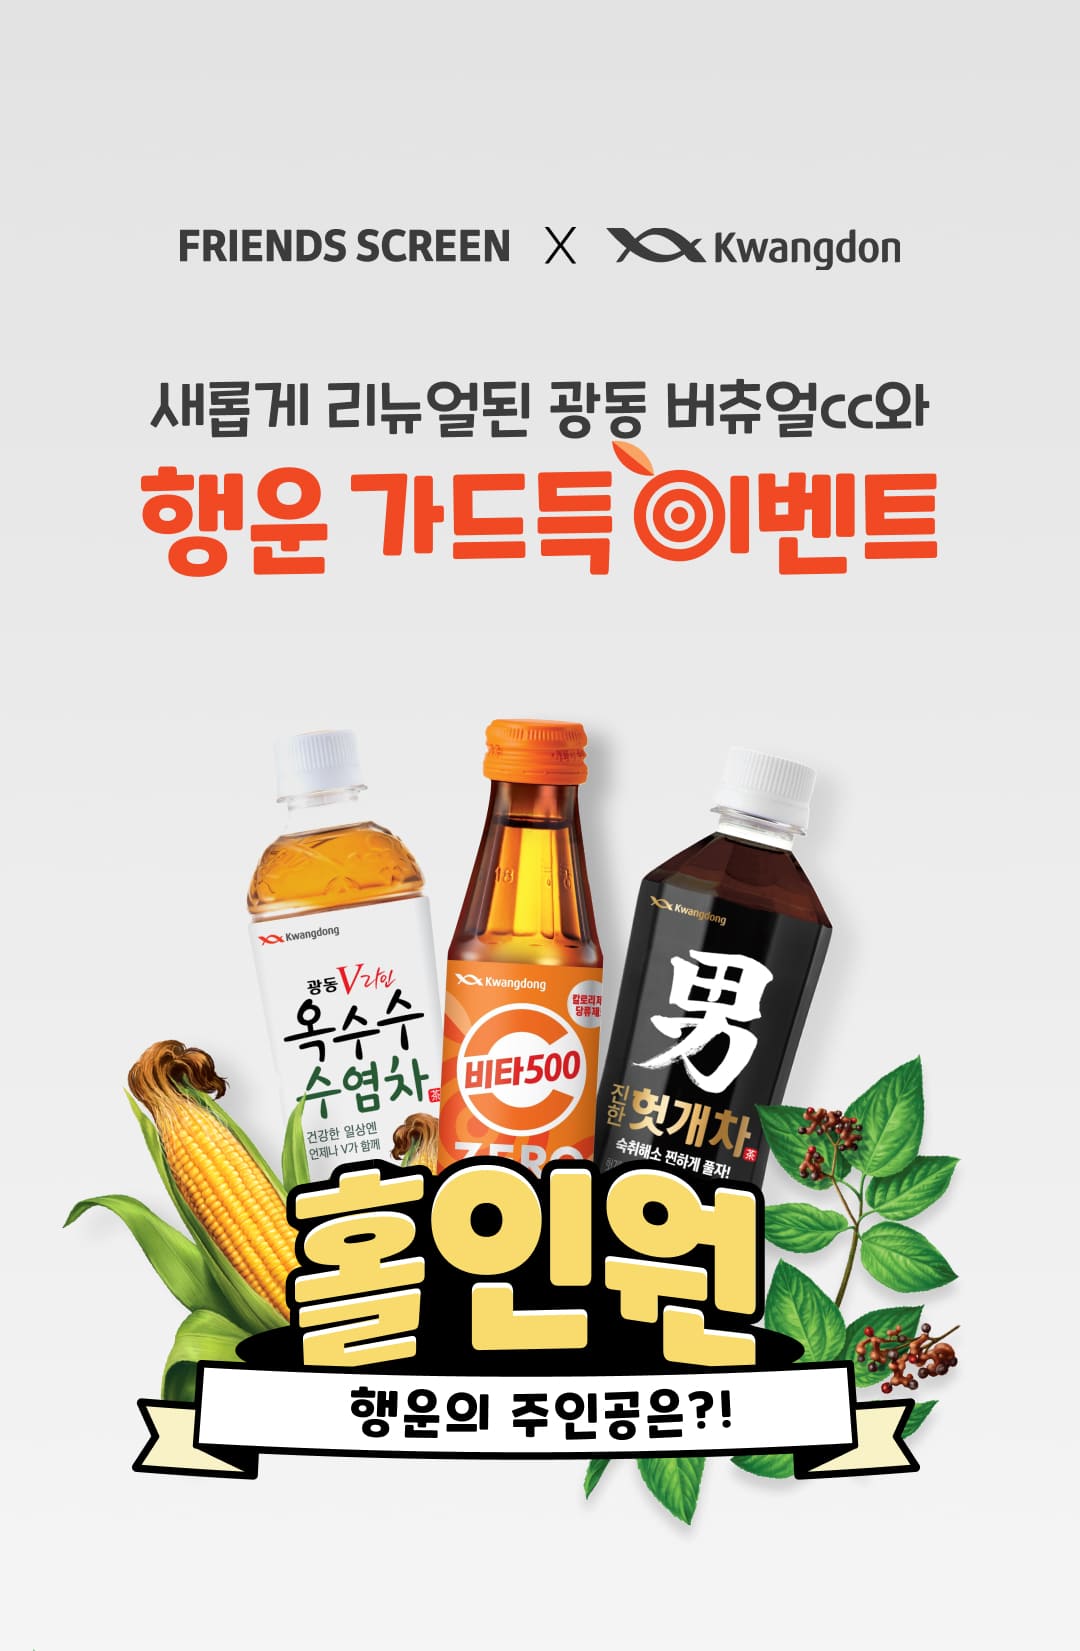 FRIENDS SCREEN X Kwangdon
새롭게 리뉴얼된 광동 버츄얼cc와
행운 가드득 이벤트
Kwangdong
광동 V라인
옥수수
수염차
건강한 일상엔
언제나 V가 함께
18
Kwangdong
칼로리제
당류제
비타500
ZERO
Kwangdong
男
진한 헛개차
茶
숙취해소 찐하게 풀자!
홀인원
행운의 주인공은?!